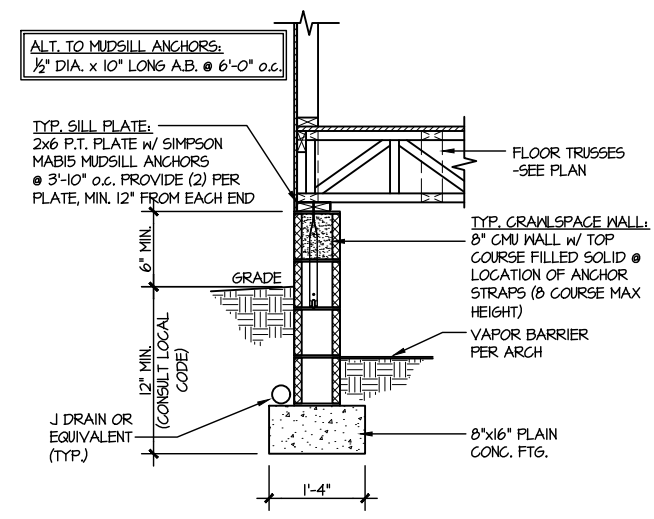 ALT. TO MUDSILL ANCHORS:
½" DIA. x 10" LONG A.B. @ 6'-0" o.c.
TYP. SILL PLATE:
2x6 P.T. PLATE w/ SIMPSON
MAB15 MUDSILL ANCHORS
@ 3'-10" o.c. PROVIDE (2) PER
PLATE, MIN. 12" FROM EACH END
FLOOR TRUSSES
-SEE PLAN
TYP. CRAWLSPACE WALL:
8" CMU WALL w/ TOP
COURSE FILLED SOLID @
LOCATION OF ANCHOR
STRAPS (8 COURSE MAX
HEIGHT)
6" MIN.
GRADE
VAPOR BARRIER
PER ARCH
12" MIN.
(CONSULT LOCAL
CODE)
J DRAIN OR
EQUIVALENT
(TYP.)
8"x16" PLAIN
CONC. FTG.
1'-4"